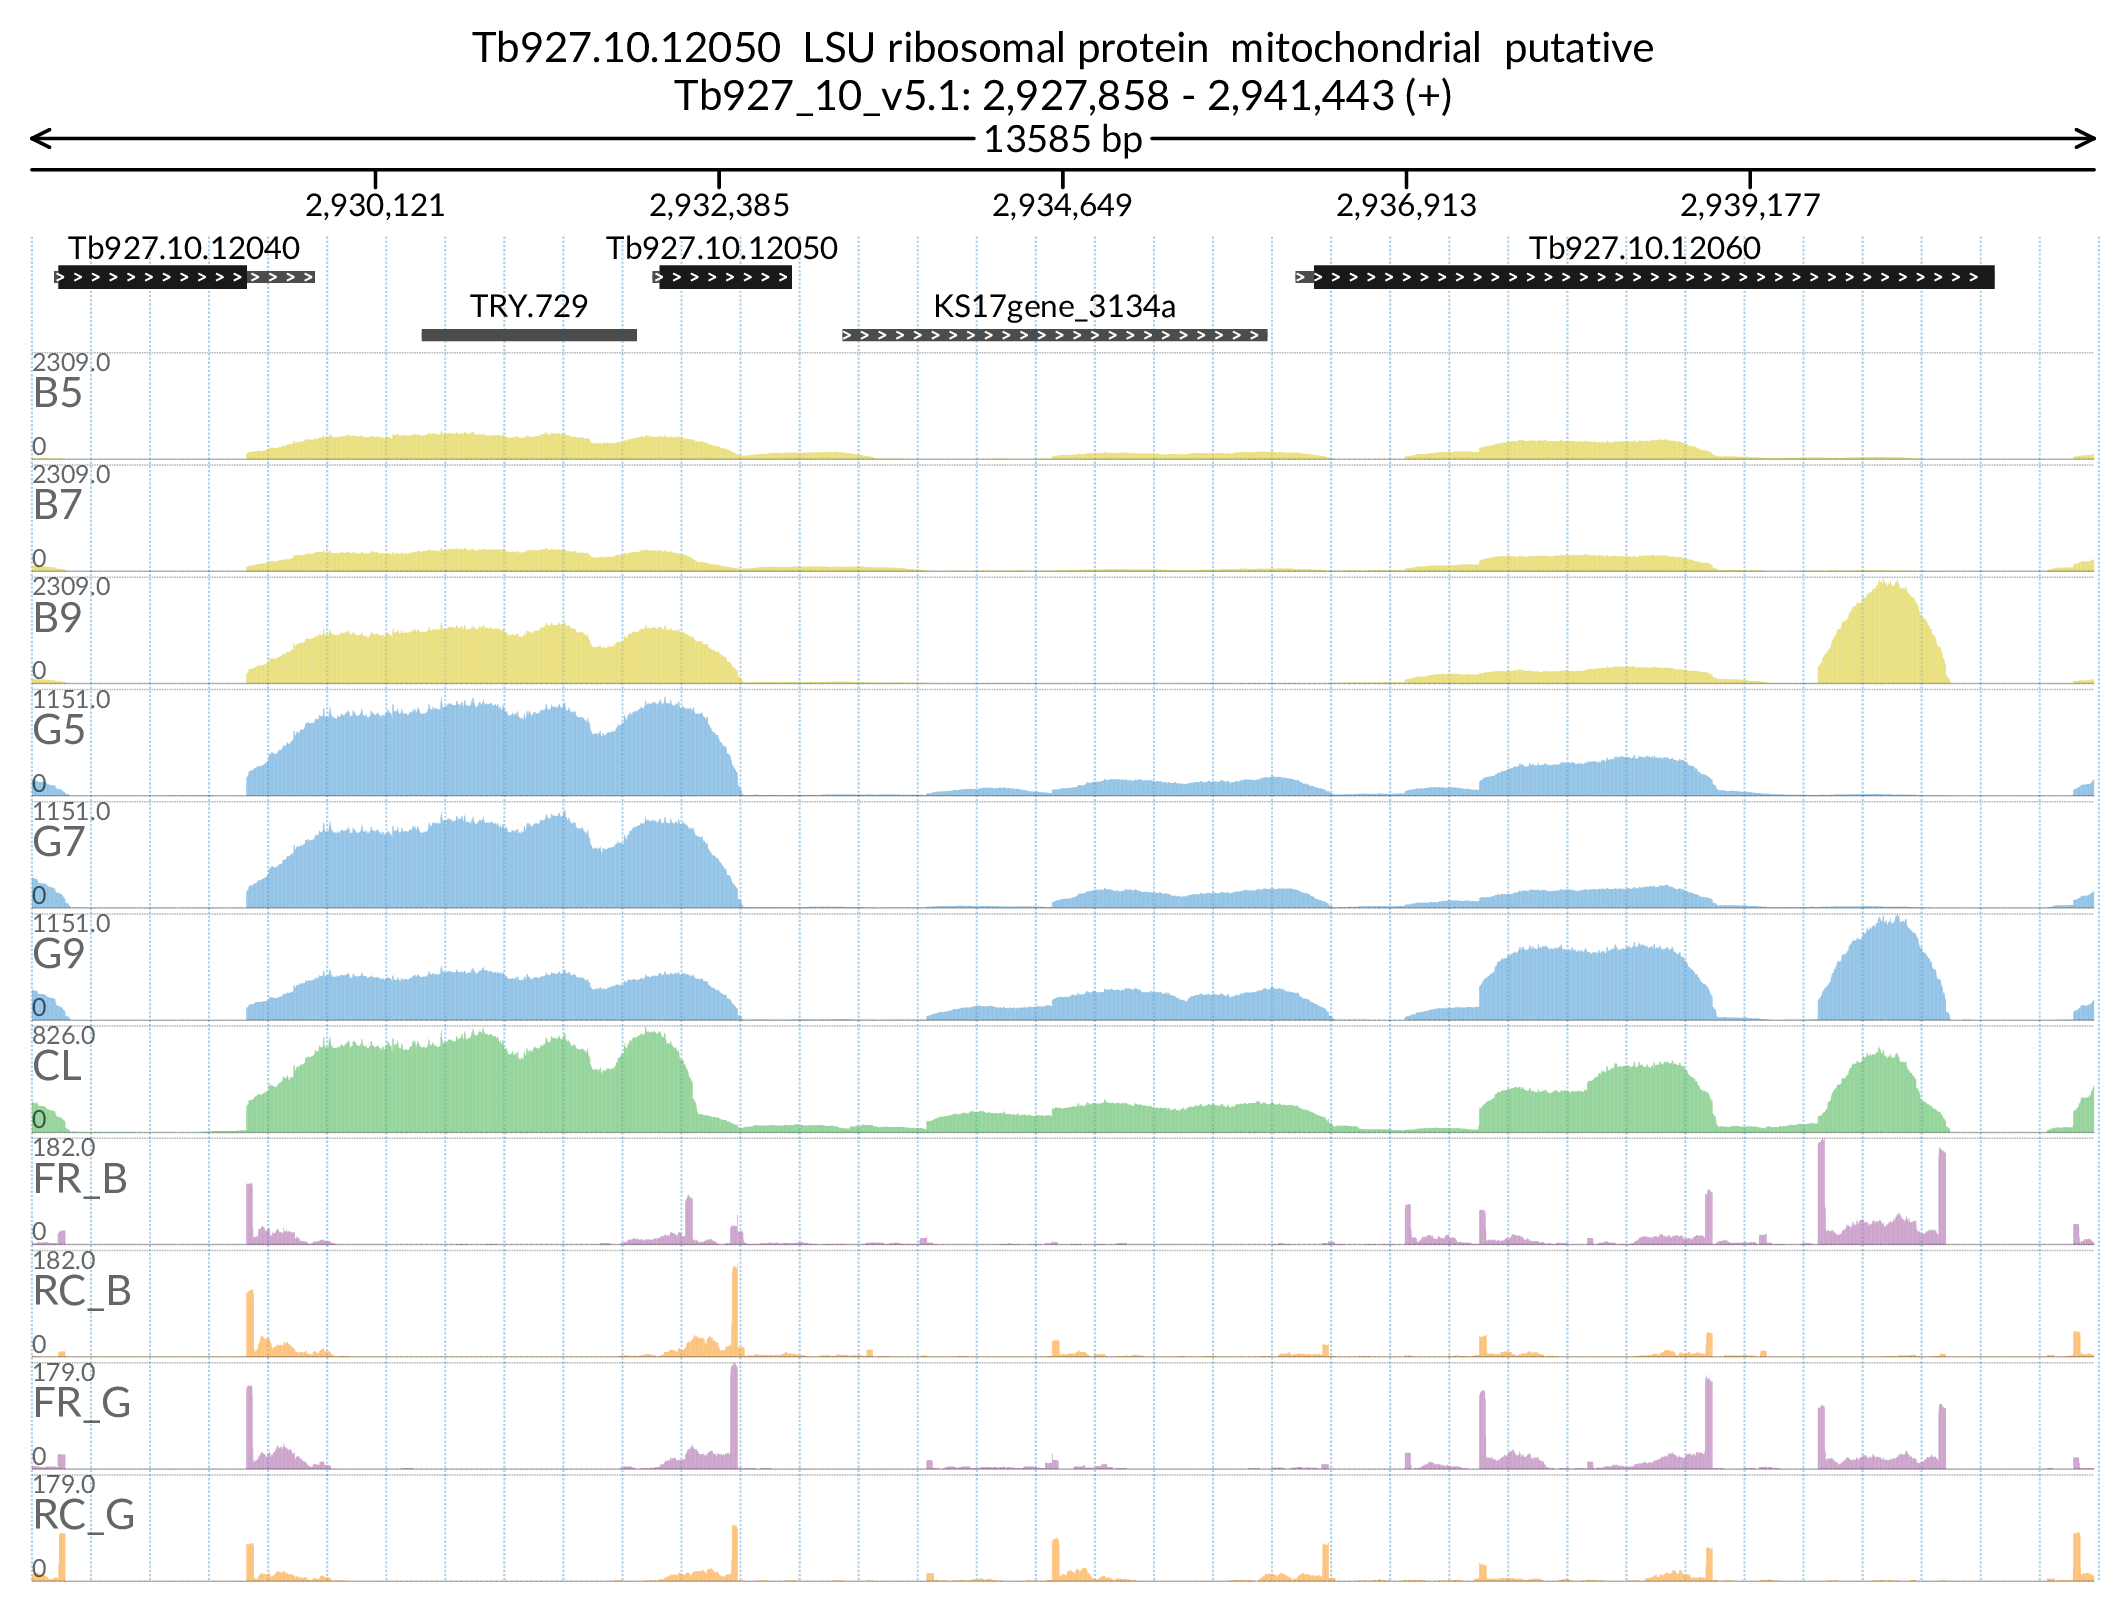 Tb927.10.12050 LSU ribosomal protein mitochondrial putative
Tb927_10_v5.1: 2,927,858 - 2,941,443 (+)
13585 bp
2,930,121 2,932,385 2,934,649 2,936,913 2,939,177
Tb927.10.12040 Tb927.10.12050 Tb927.10.12060
TRY.729 KS17gene_3134a
2309.0
B5
0
2309.0
B7
0
2309.0
B9
0
1151.0
G5
0
1151.0
G7
0
1151.0
G9
0
826.0
CL
0
182.0
FR_B
0
182.0
RC_B
0
179.0
FR_G
0
179.0
RC_G
0